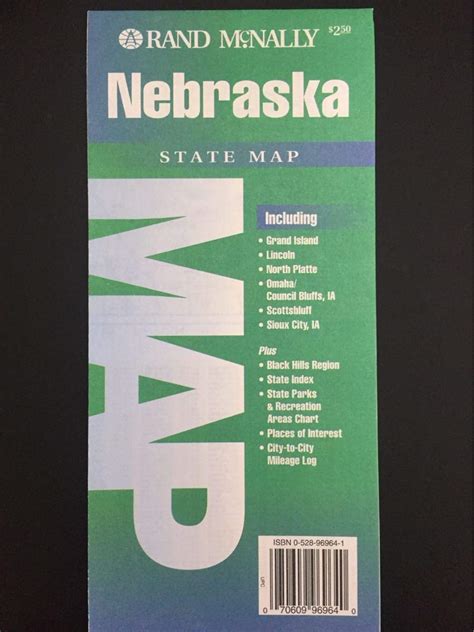 RAND McNALLY
$2.50
Nebraska
STATE MAP
MAP
Including
• Grand Island
• Lincoln
• North Platte
• Omaha/
Council Bluffs, IA
• Scottsbluff
• Sioux City, IA
Plus
• Black Hills Region
• State Index
• State Parks
& Recreation
Areas Chart
• Places of Interest
• City-to-City
Mileage Log
ISBN 0-528-96964-1
UPC
0 70609 96964 0